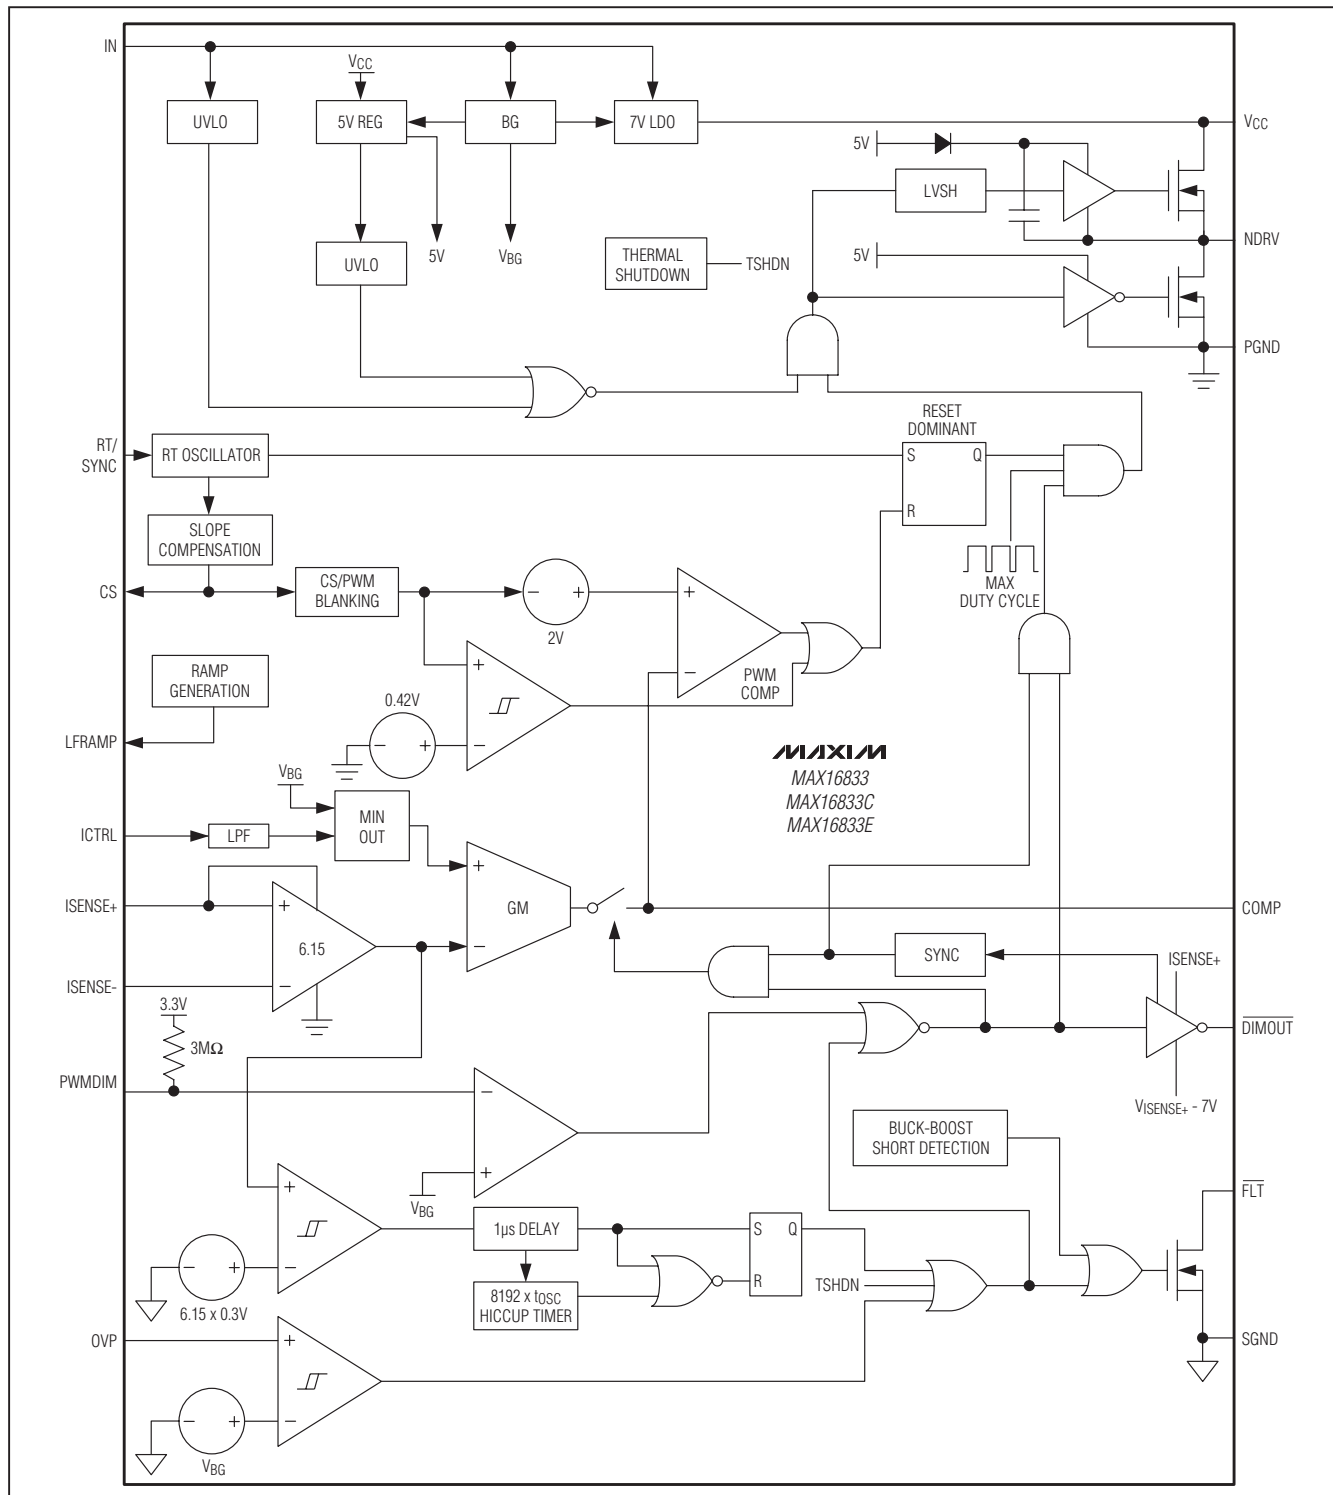 IN
VCC
UVLO
5V REG
BG
7V LDO
VCC
5V
LVSH
UVLO
5V
VBG
THERMAL
SHUTDOWN
TSHDN
NDRV
5V
PGND
RT/
SYNC
RT OSCILLATOR
RESET
DOMINANT
S
Q
R
SLOPE
COMPENSATION
CS
CS/PWM
BLANKING
−
+
2V
+
−
PWM
COMP
MAX
DUTY CYCLE
RAMP
GENERATION
+
−
0.42V
−
+
LFRAMP
MAXIM
MAX16833
MAX16833C
MAX16833E
VBG
MIN
OUT
ICTRL
LPF
+
−
GM
ISENSE+
+
−
6.15
COMP
ISENSE-
SYNC
ISENSE+
3.3V
3MΩ
DIMOUT
PWMDIM
−
+
VBG
VISENSE+ - 7V
BUCK-BOOST
SHORT DETECTION
FLT
+
−
1µs DELAY
S
Q
R
TSHDN
8192 x tOSC
HICCUP TIMER
−
+
6.15 x 0.3V
OVP
+
−
SGND
−
+
VBG